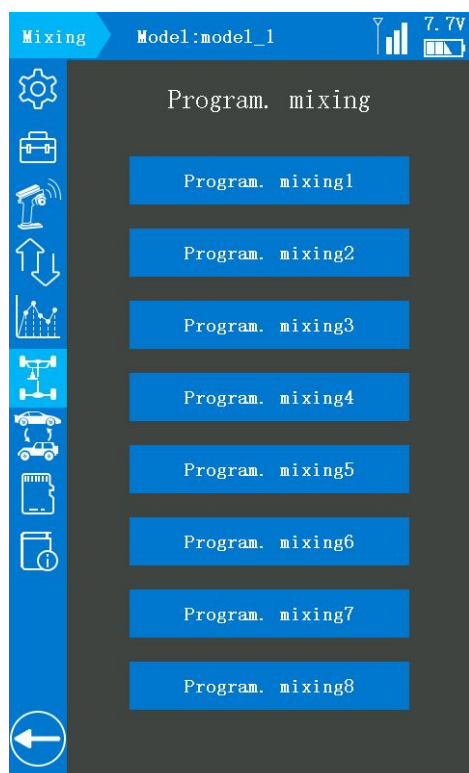 Mixing
Model:model_1
7.7V
Program. mixing
Program. mixing1
Program. mixing2
Program. mixing3
Program. mixing4
Program. mixing5
Program. mixing6
Program. mixing7
Program. mixing8